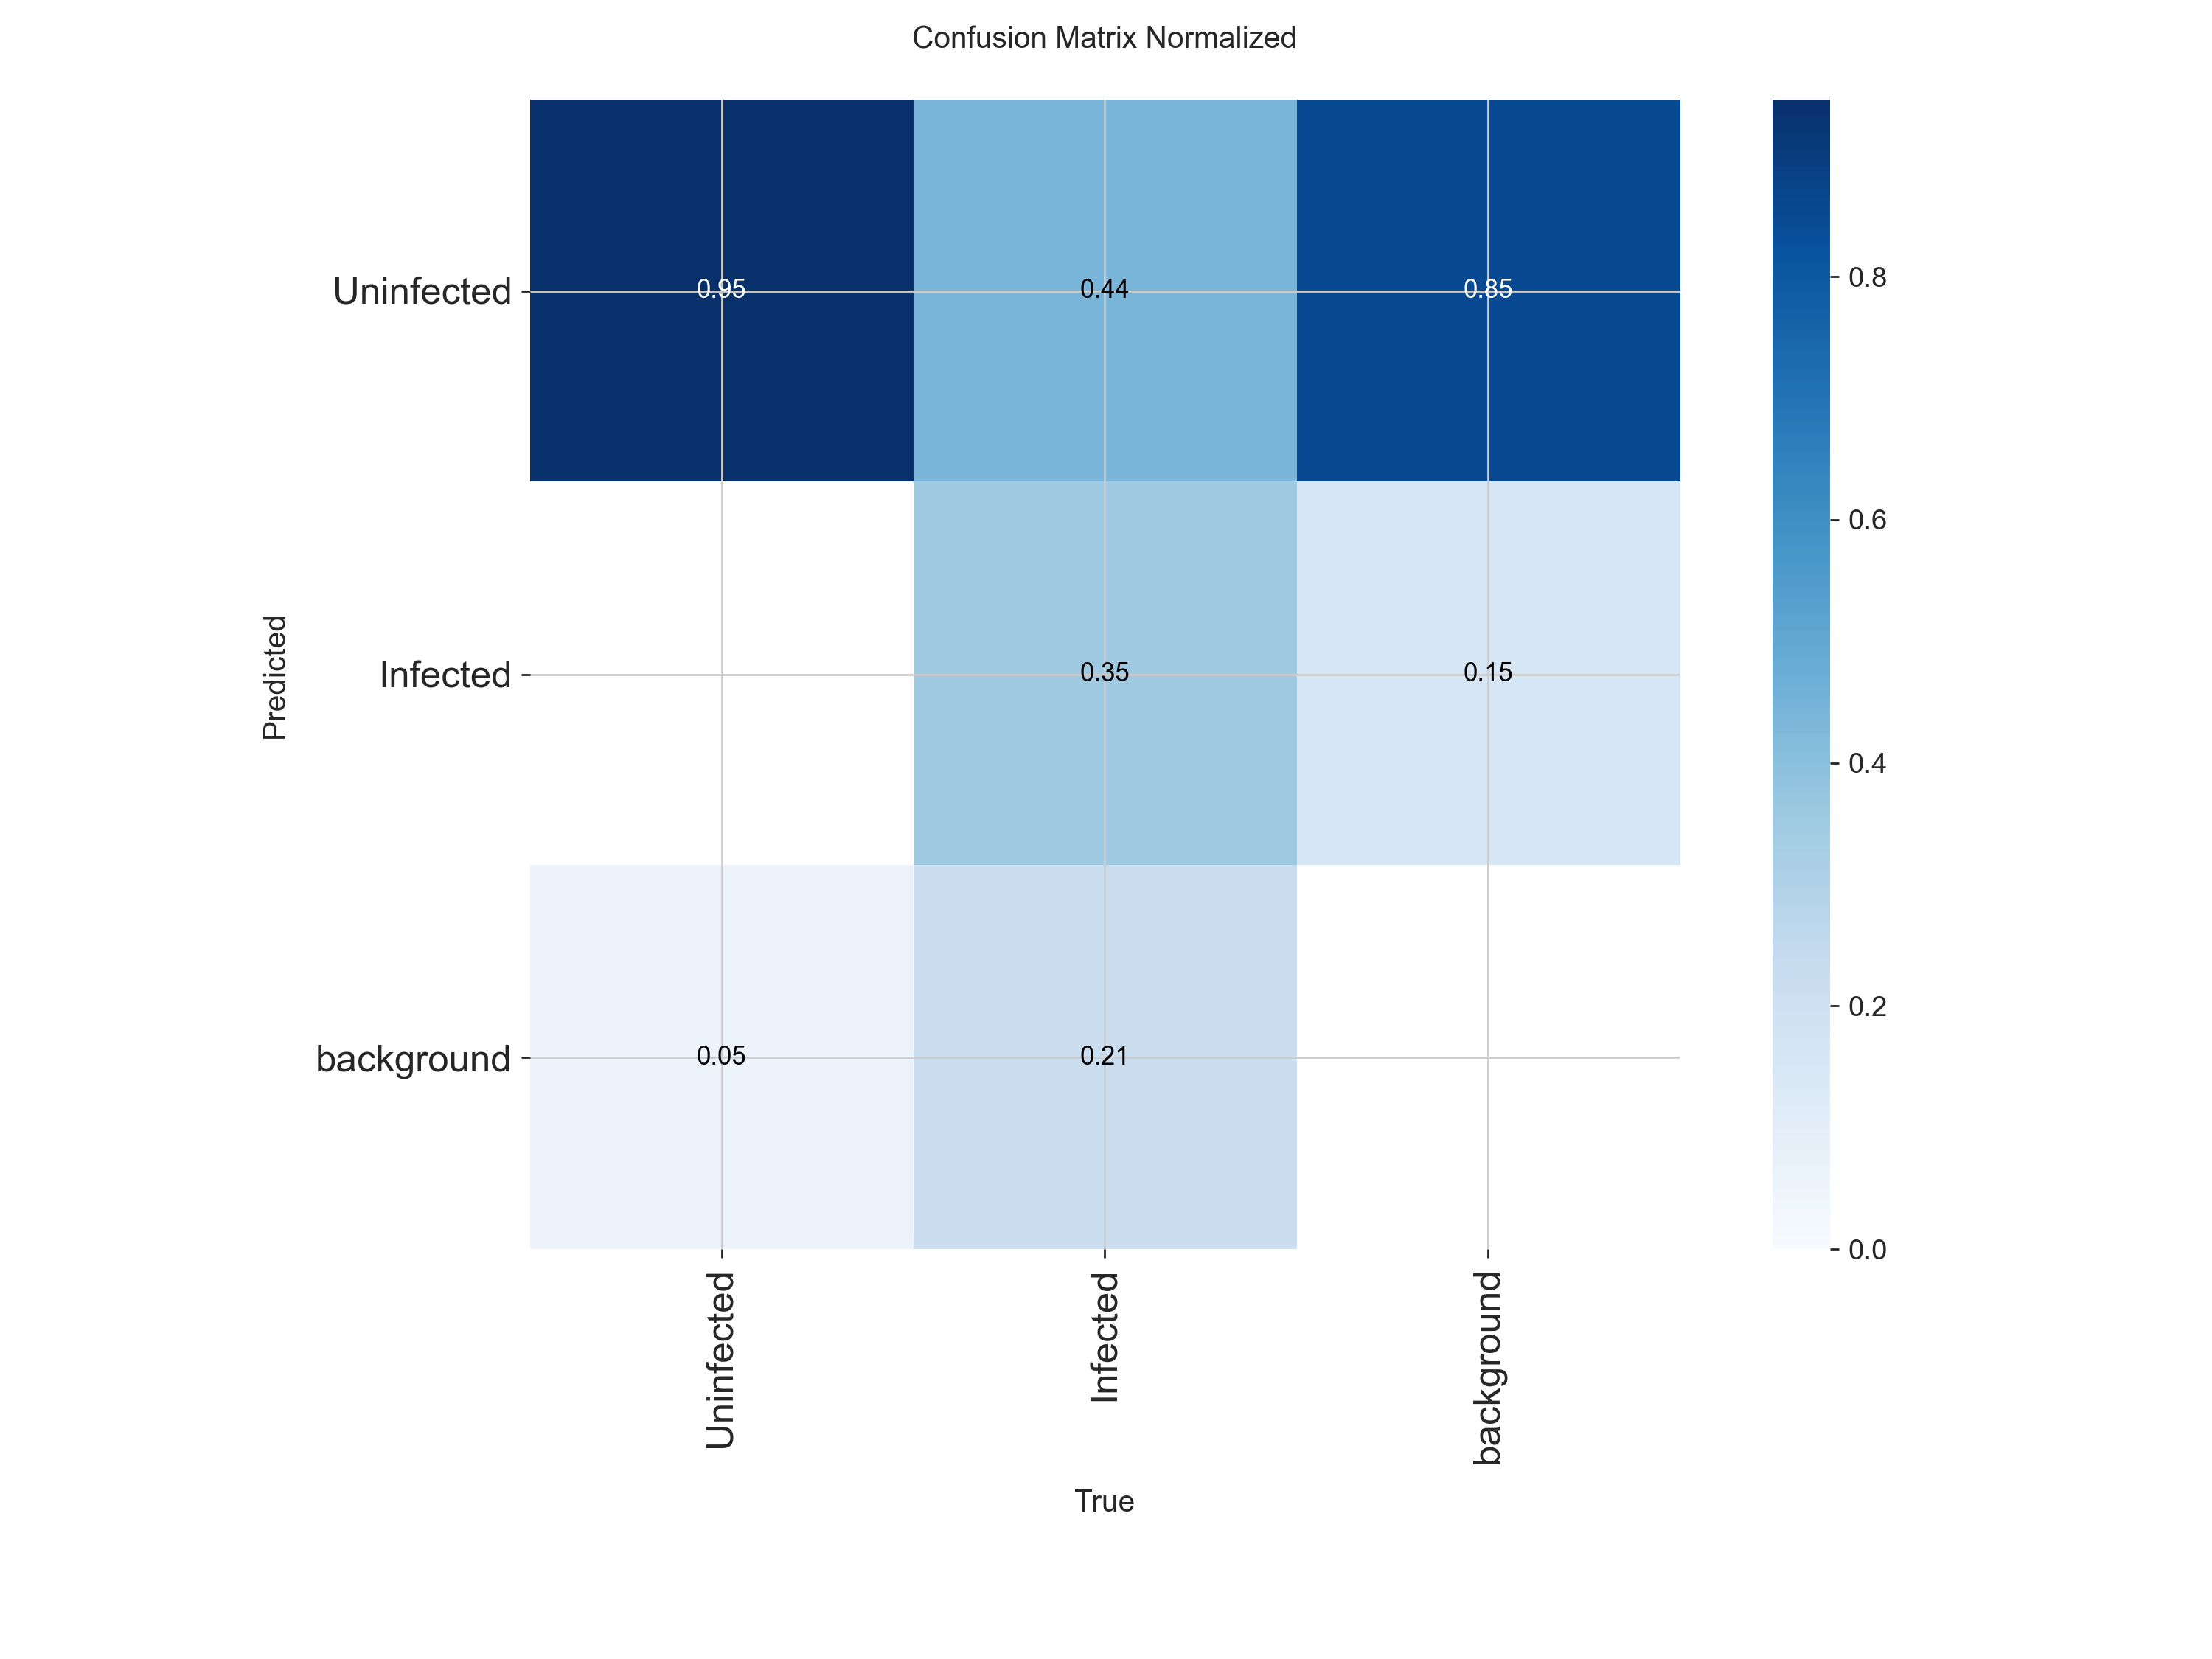 Confusion Matrix Normalized
Predicted
Uninfected
0.95
0.44
0.85
Infected
0.35
0.15
background
0.05
0.21
Uninfected
Infected
background
True
0.8
0.6
0.4
0.2
0.0